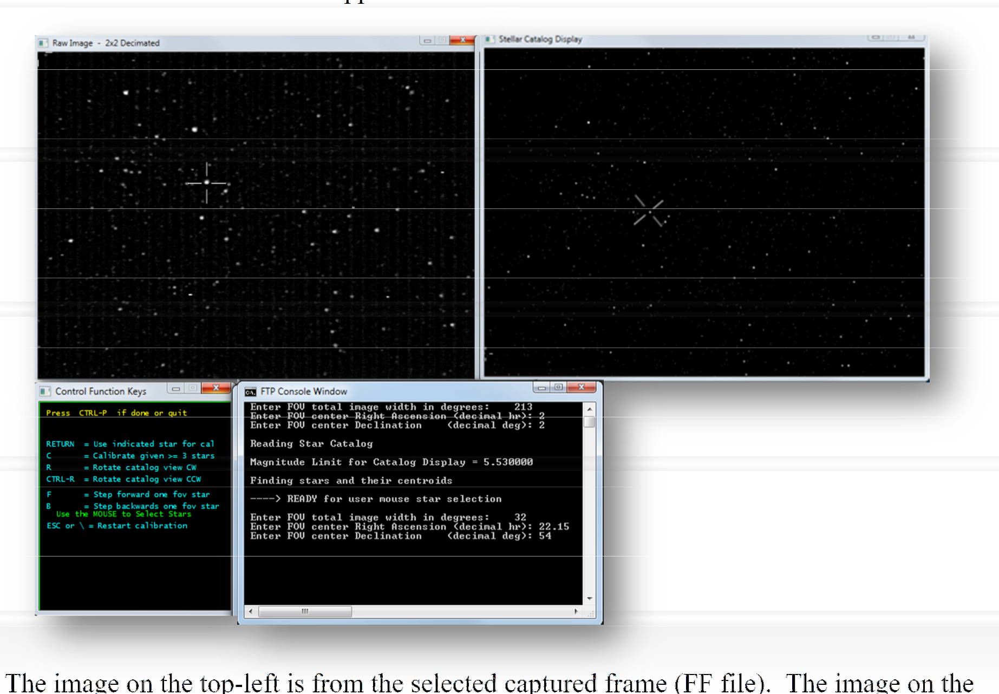 Raw Image - 2x2 Decimated
Stellar Catalog Display
Control Function Keys
Press CTRL-P if done or quit
RETURN = Use indicated star for cal
C = Calibrate given >= 3 stars
R = Rotate catalog view CW
CTRL-R = Rotate catalog view CCW
F = Step forward one fov star
B = Step backwards one fov star
Use the MOUSE to Select Stars
ESC or \ = Restart calibration
FTP Console Window
Enter FOV total image width in degrees: 213
Enter FOV center Right Ascension (decimal hr): 2
Enter FOV center Declination (decimal deg): 2
Reading Star Catalog
Magnitude Limit for Catalog Display = 5.530000
Finding stars and their centroids
----> READY for user mouse star selection
Enter FOV total image width in degrees: 32
Enter FOV center Right Ascension (decimal hr): 22.15
Enter FOV center Declination (decimal deg): 54
The image on the top-left is from the selected captured frame (FF file). The image on the